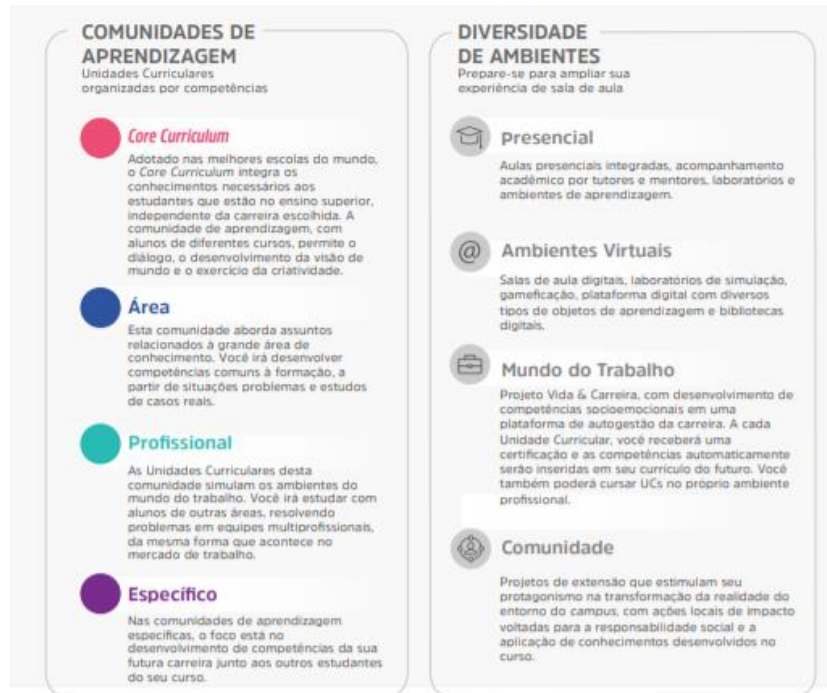 COMUNIDADES DE
APRENDIZAGEM
Unidades Curriculares
organizadas por competências
Core Curriculum
Adotado nas melhores escolas do mundo,
o Core Curriculum integra os
conhecimentos necessários aos
estudantes que estão no ensino superior,
independente da carreira escolhida. A
comunidade de aprendizagem, com
alunos de diferentes cursos, permite o
diálogo, o desenvolvimento da visão de
mundo e o exercício da criatividade.
Área
Esta comunidade aborda assuntos
relacionados à grande área de
conhecimento. Você irá desenvolver
competências comuns à formação, a
partir de situações problemas e estudos
de casos reais.
Profissional
As Unidades Curriculares desta
comunidade simulam os ambientes do
mundo do trabalho. Você irá estudar com
alunos de outras áreas, resolvendo
problemas em equipes multiprofissionais,
da mesma forma que acontece no
mercado de trabalho.
Específico
Nas comunidades de aprendizagem
específicas, o foco está no
desenvolvimento de competências da sua
futura carreira junto aos outros estudantes
do seu curso.
DIVERSIDADE
DE AMBIENTES
Prepare-se para ampliar sua
experiência de sala de aula
Presencial
Aulas presenciais integradas, acompanhamento
acadêmico por tutores e mentores, laboratórios e
ambientes de aprendizagem.
@
Ambientes Virtuais
Salas de aula digitais, laboratórios de simulação,
gameficação, plataforma digital com diversos
tipos de objetos de aprendizagem e bibliotecas
digitais.
Mundo do Trabalho
Projeto Vida & Carreira, com desenvolvimento de
competências socioemocionais em uma
plataforma de autogestão da carreira. A cada
Unidade Curricular, você receberá uma
certificação e as competências automaticamente
serão inseridas em seu currículo do futuro. Você
também poderá cursar UCs no próprio ambiente
profissional.
Comunidade
Projetos de extensão que estimulam seu
protagonismo na transformação da realidade do
entorno do campus, com ações locais de impacto
voltadas para a responsabilidade social e a
aplicação de conhecimentos desenvolvidos no
curso.